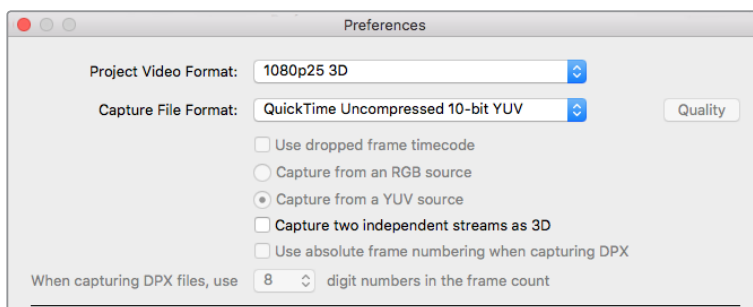 Preferences
Project Video Format: 1080p25 3D
Capture File Format: QuickTime Uncompressed 10-bit YUV Quality
Use dropped frame timecode
Capture from an RGB source
Capture from a YUV source
Capture two independent streams as 3D
Use absolute frame numbering when capturing DPX
When capturing DPX files, use 8 digit numbers in the frame count